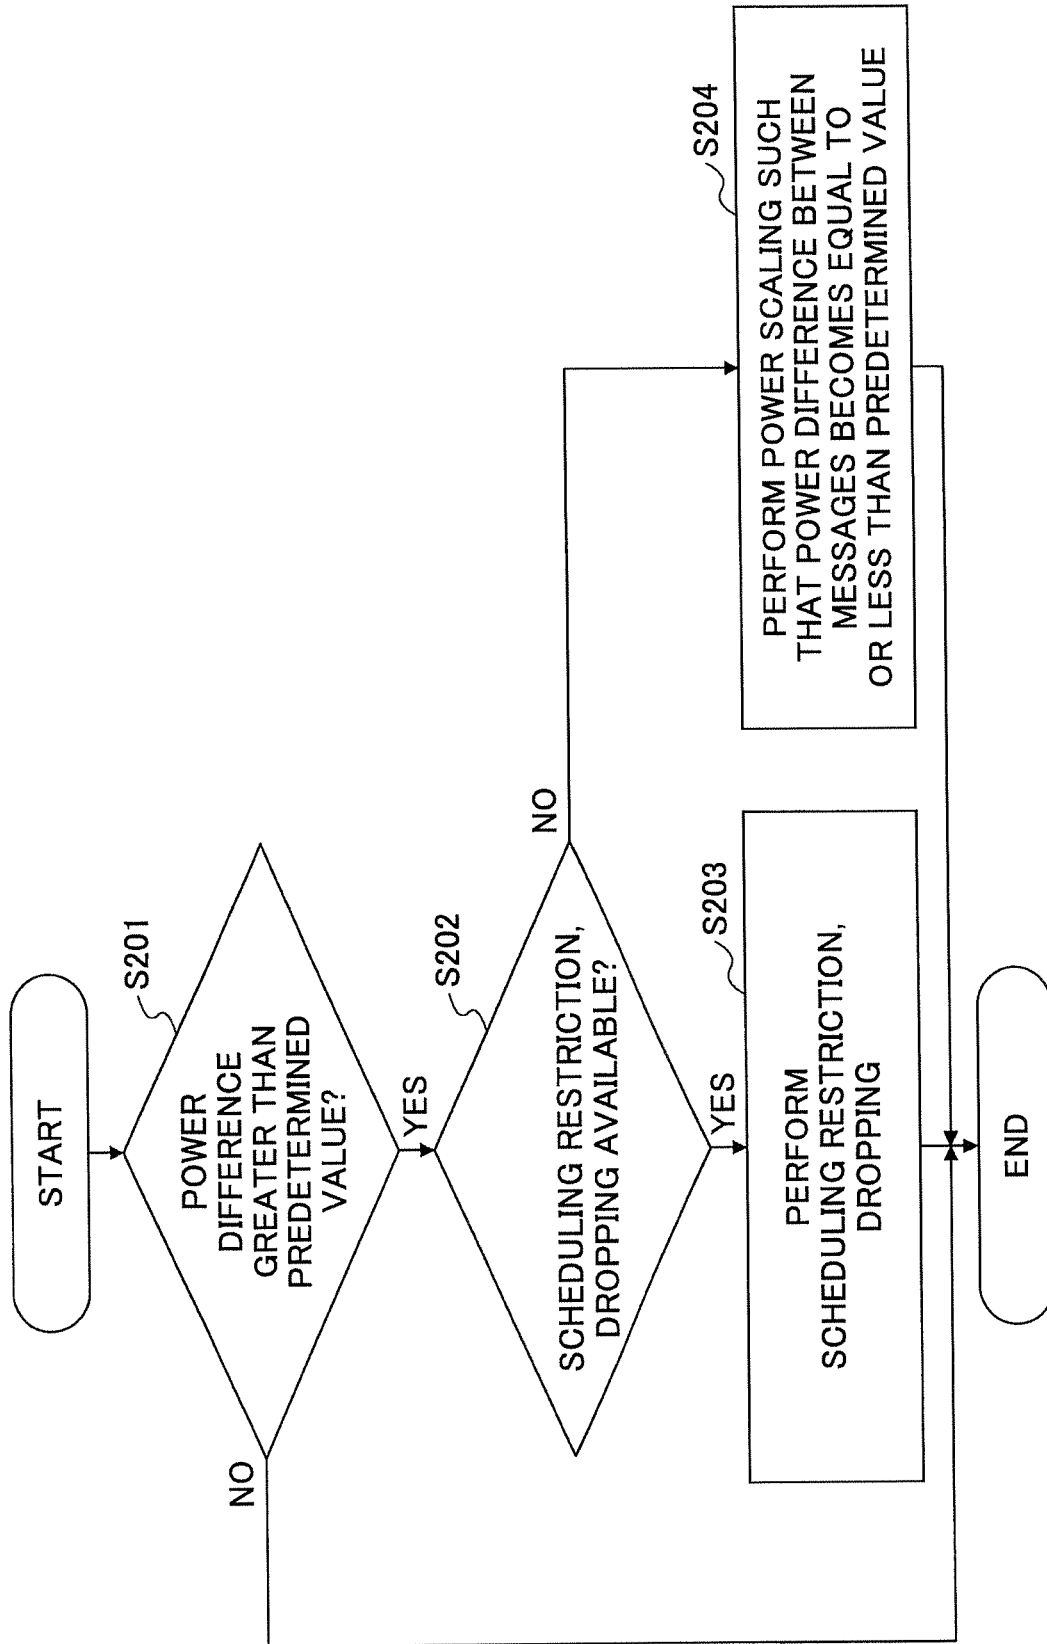 START
S201
POWER
DIFFERENCE
GREATER THAN
PREDETERMINED
VALUE?
NO
YES
S202
SCHEDULING RESTRICTION,
DROPPING AVAILABLE?
NO
YES
S203
PERFORM
SCHEDULING RESTRICTION,
DROPPING
S204
PERFORM POWER SCALING SUCH
THAT POWER DIFFERENCE BETWEEN
MESSAGES BECOMES EQUAL TO
OR LESS THAN PREDETERMINED VALUE
END